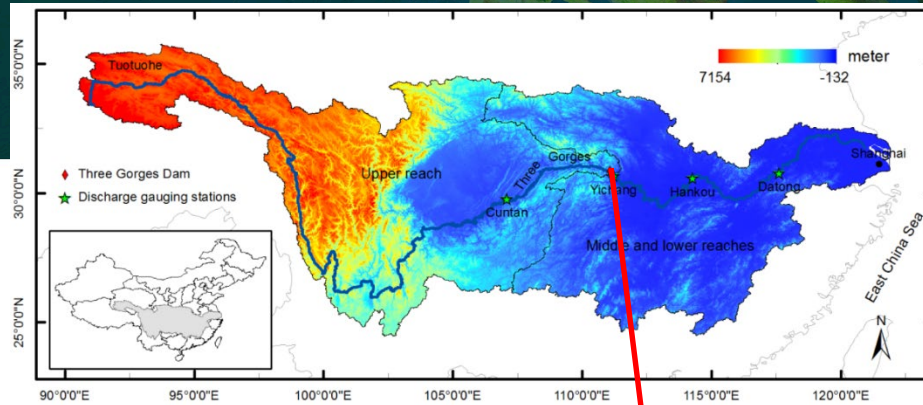 35°0'0"N
30°0'0"N
25°0'0"N
Tuotuohe
meter
7154
-132
Three Gorges Dam
Discharge gauging stations
Upper reach
Three
Gorges
Cuntan
Yichang
Hankou
Datong
Shanghai
Middle and lower reaches
East China Sea
N
90°0'0"E
95°0'0"E
100°0'0"E
105°0'0"E
110°0'0"E
115°0'0"E
120°0'0"E